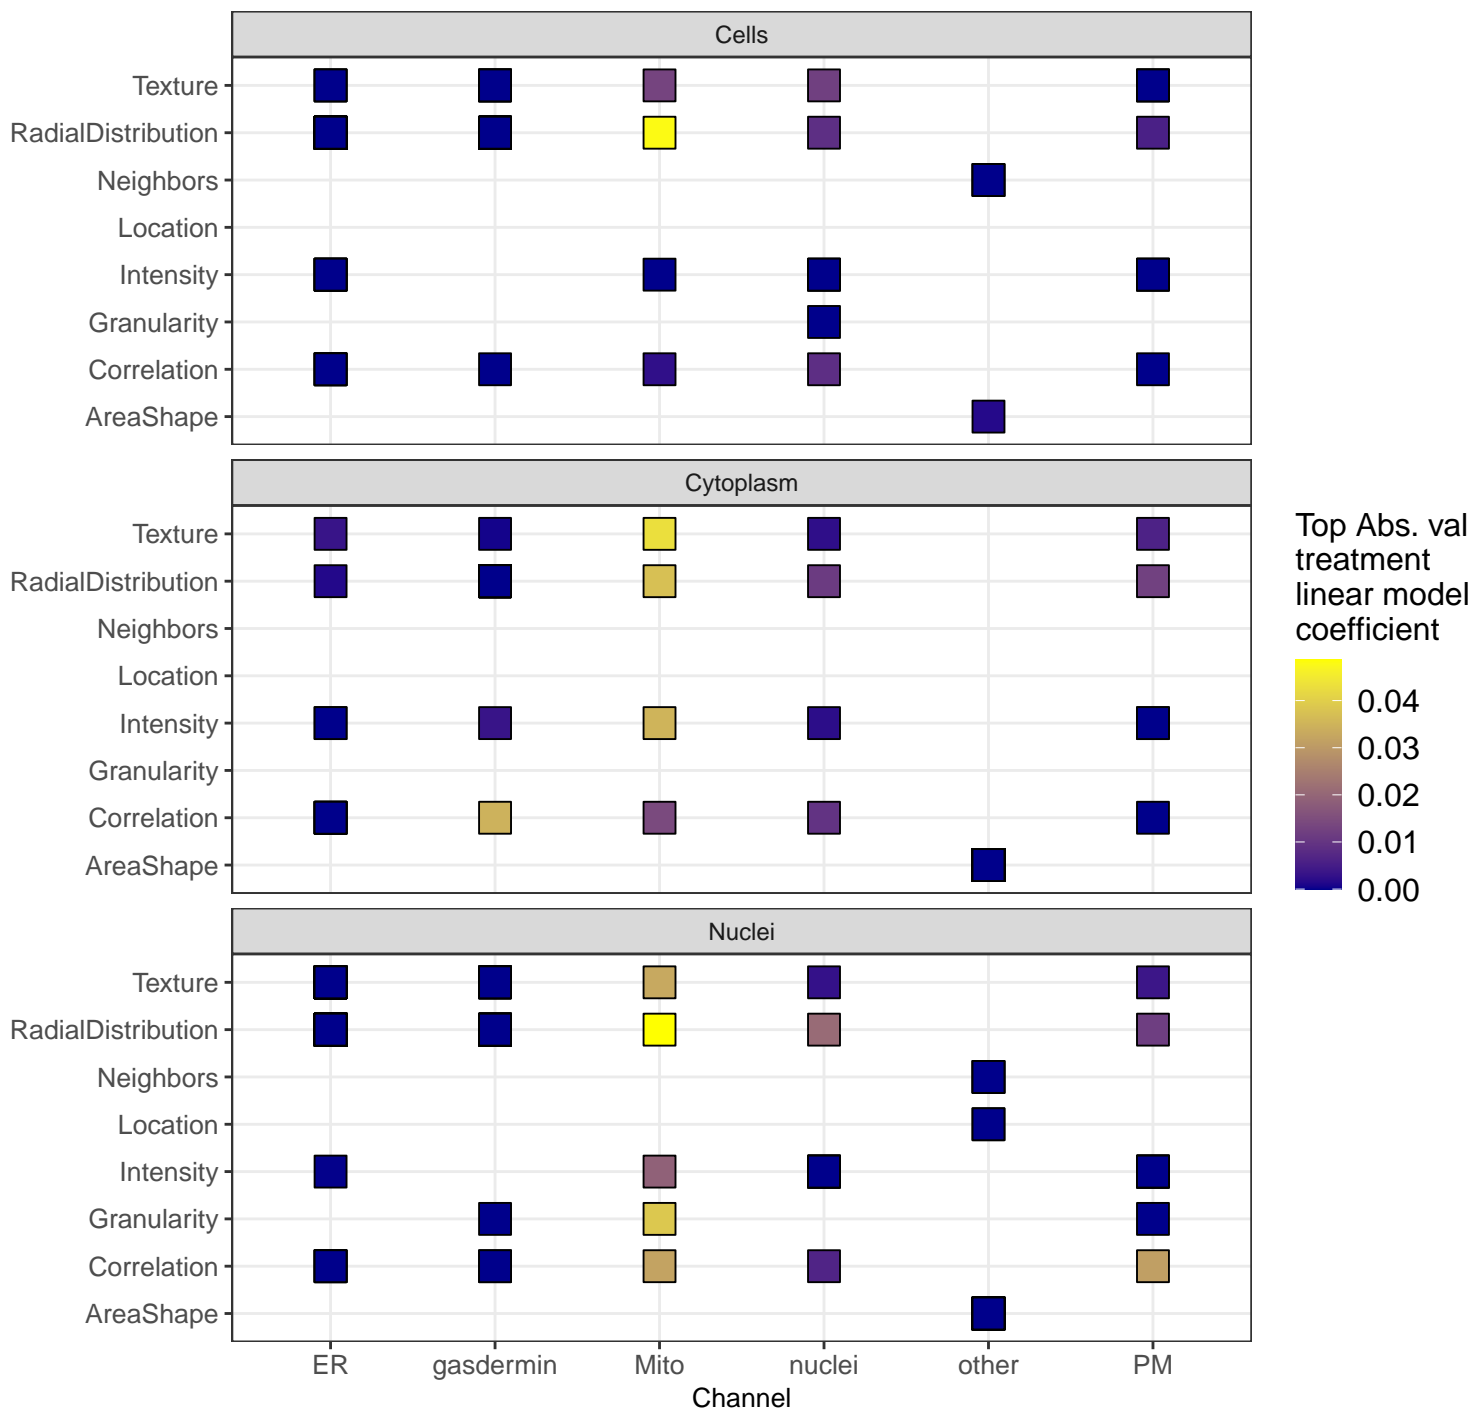 Cells
Texture
RadialDistribution
Neighbors
Location
Intensity
Granularity
Correlation
AreaShape
Cytoplasm
Texture
RadialDistribution
Neighbors
Location
Intensity
Granularity
Correlation
AreaShape
Nuclei
Texture
RadialDistribution
Neighbors
Location
Intensity
Granularity
Correlation
AreaShape
ER gasdermin Mito nuclei other PM
Channel
Top Abs. val
treatment
linear model
coefficient
0.04
0.03
0.02
0.01
0.00